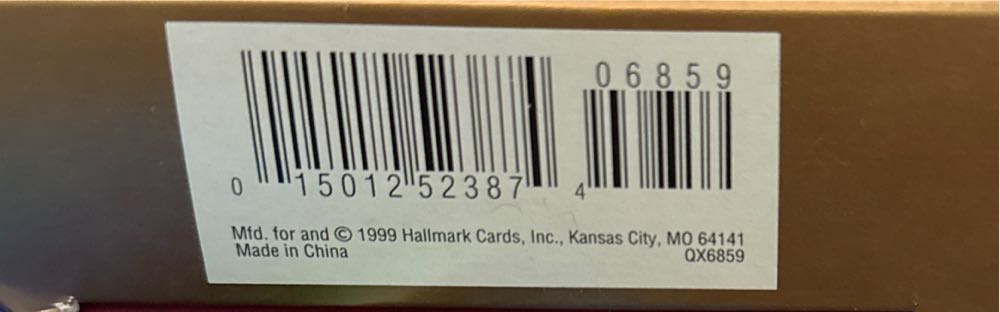 06859
0 15012 52387 4
Mfd. for and © 1999 Hallmark Cards, Inc., Kansas City, MO 64141
Made in China
QX6859